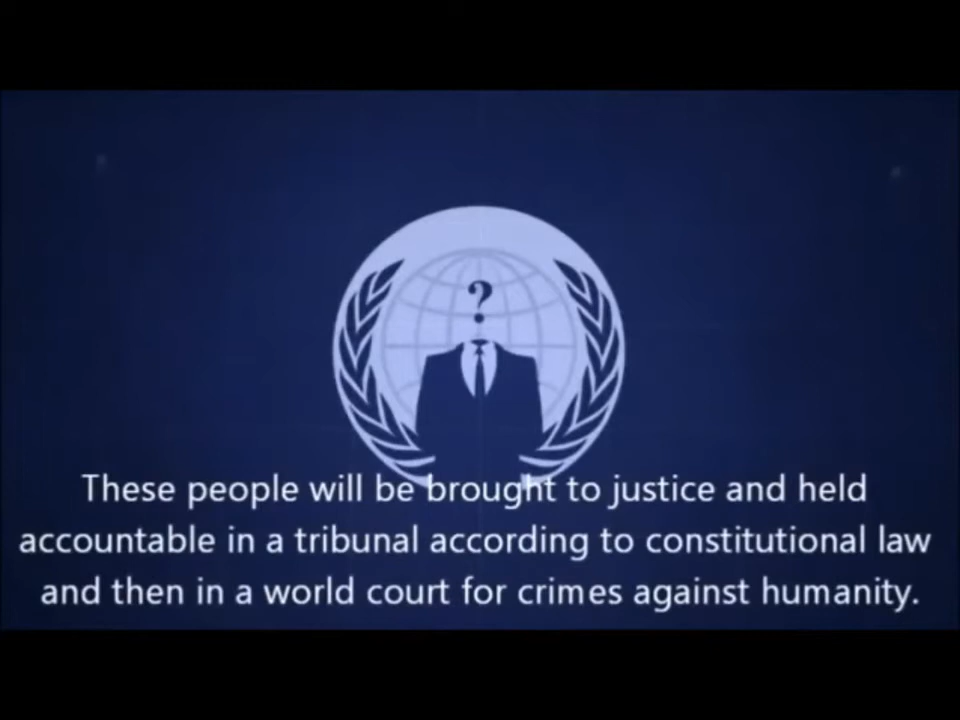 ?
These people will be brought to justice and held
accountable in a tribunal according to constitutional law
and then in a world court for crimes against humanity.